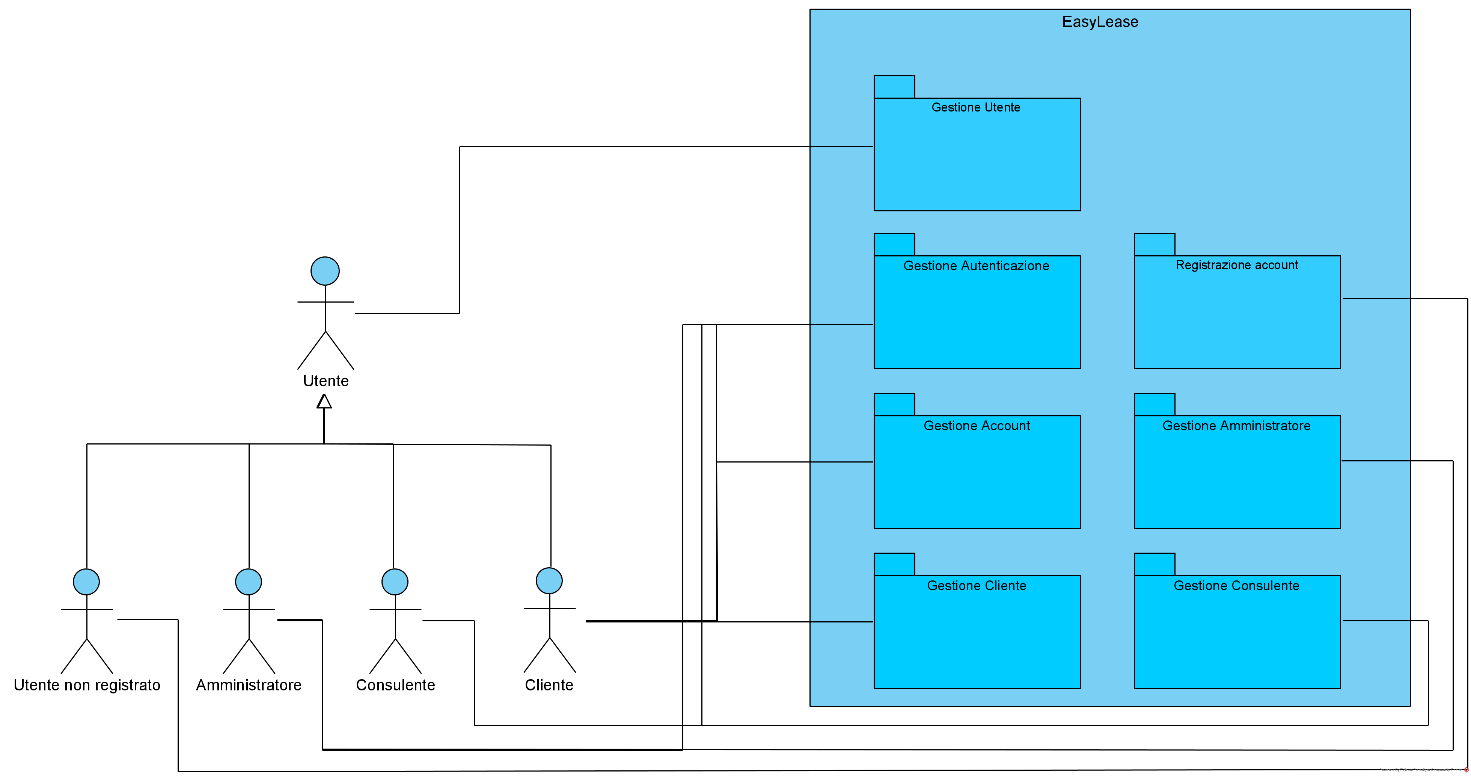 EasyLease
Gestione Utente
Gestione Autenticazione
Registrazione account
Utente
Gestione Account
Gestione Amministratore
Gestione Cliente
Gestione Consulente
Utente non registrato
Amministratore
Consulente
Cliente